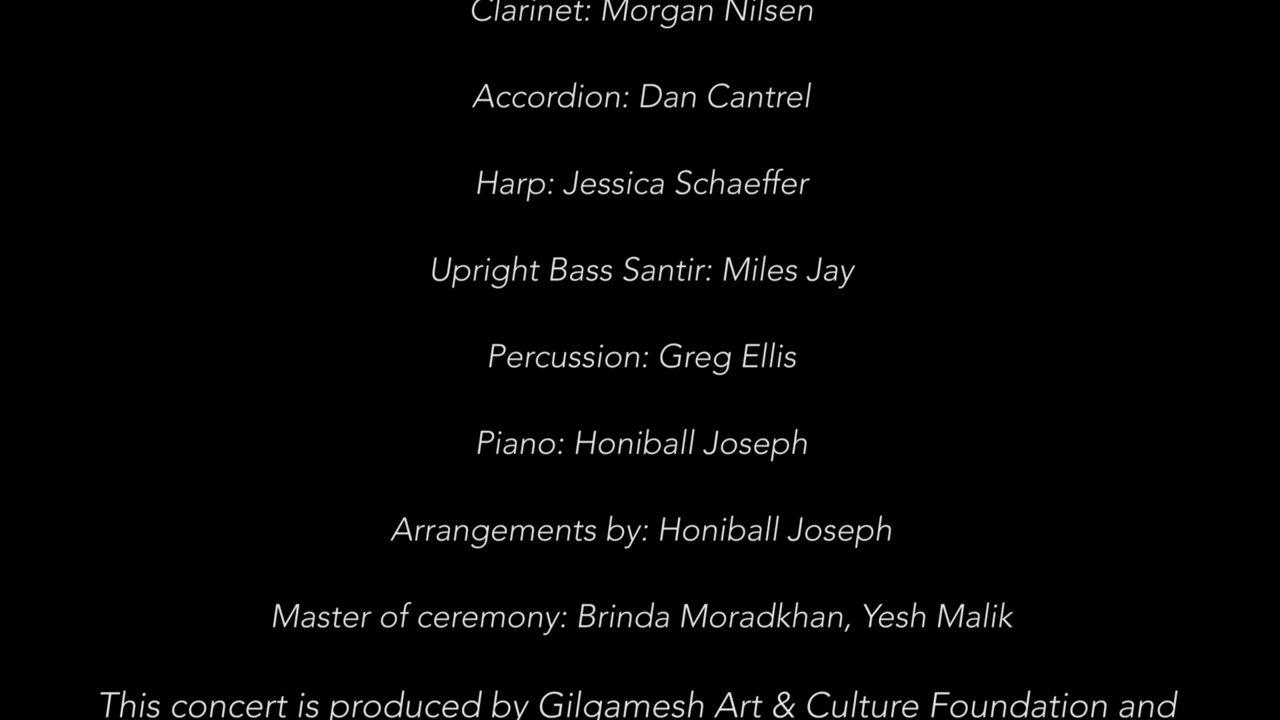 Clarinet: Morgan Nilsen
Accordion: Dan Cantrel
Harp: Jessica Schaeffer
Upright Bass Santir: Miles Jay
Percussion: Greg Ellis
Piano: Honiball Joseph
Arrangements by: Honiball Joseph
Master of ceremony: Brinda Moradkhan, Yesh Malik
This concert is produced by Gilgamesh Art & Culture Foundation and